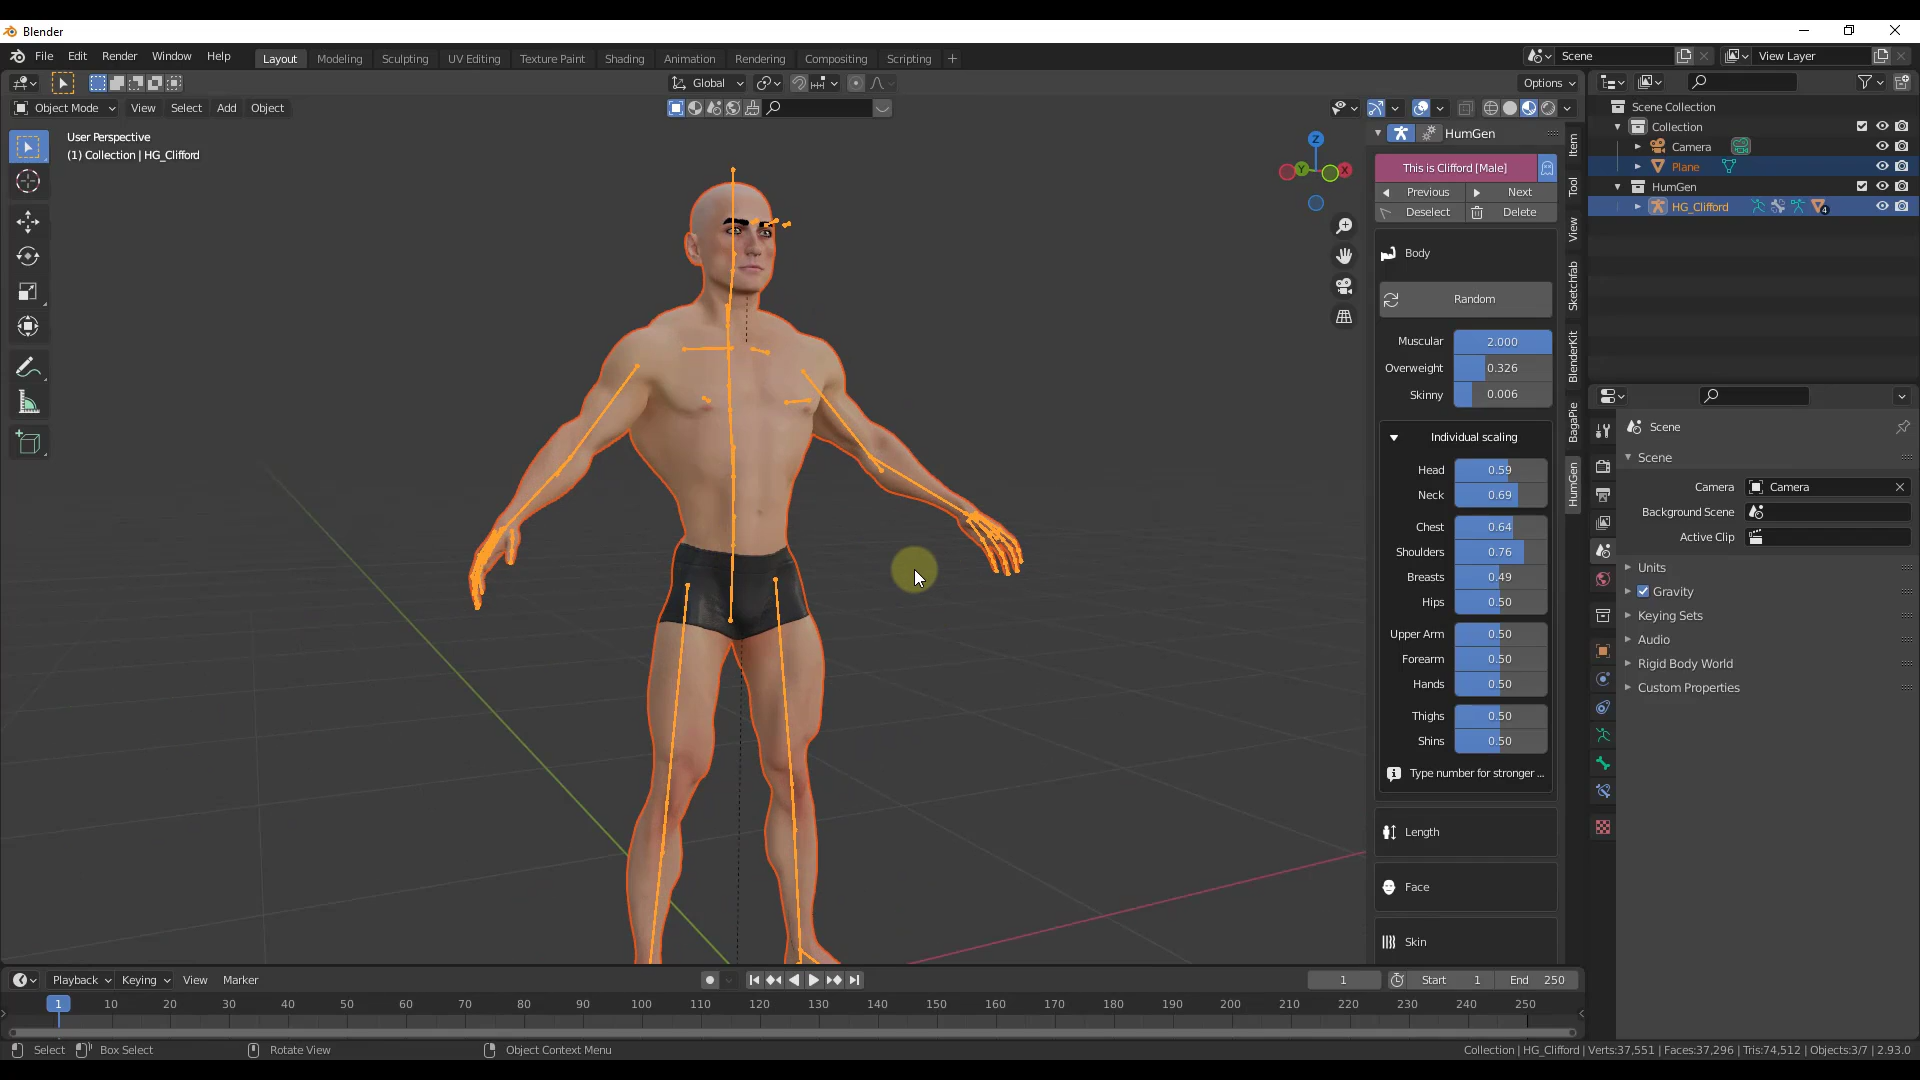 Blender
File Edit Render Window Help Layout Modeling Sculpting UV Editing Texture Paint Shading Animation Rendering Compositing Scripting + Scene View Layer
Global Options
Object Mode View Select Add Object
User Perspective
(1) Collection | HG_Clifford
Z
Y
X
HumGen
This is Clifford [Male]
Previous Next
Deselect Delete
Body
Random
Muscular 2.000
Overweight 0.326
Skinny 0.006
Individual scaling
Head 0.59
Neck 0.69
Chest 0.64
Shoulders 0.76
Breasts 0.49
Hips 0.50
Upper Arm 0.50
Forearm 0.50
Hands 0.50
Thighs 0.50
Shins 0.50
Type number for stronger ...
Length
Face
Skin
Item
Tool
View
Sketchfab
BlenderKit
BagaPie
HumGen
Scene Collection
Collection
Camera
Plane
HumGen
HG_Clifford 4
Scene
Scene
Camera Camera
Background Scene
Active Clip
Units
Gravity
Keying Sets
Audio
Rigid Body World
Custom Properties
Playback Keying View Marker 1 Start 1 End 250
1 10 20 30 40 50 60 70 80 90 100 110 120 130 140 150 160 170 180 190 200 210 220 230 240 250
Select Box Select Rotate View Object Context Menu Collection | HG_Clifford | Verts:37,551 | Faces:37,296 | Tris:74,512 | Objects:3/7 | 2.93.0